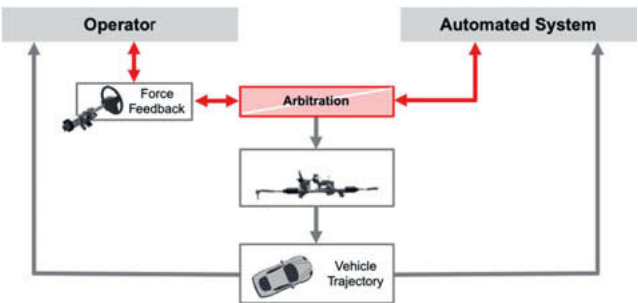 Operator
Automated System
Force
Feedback
Arbitration
Vehicle
Trajectory